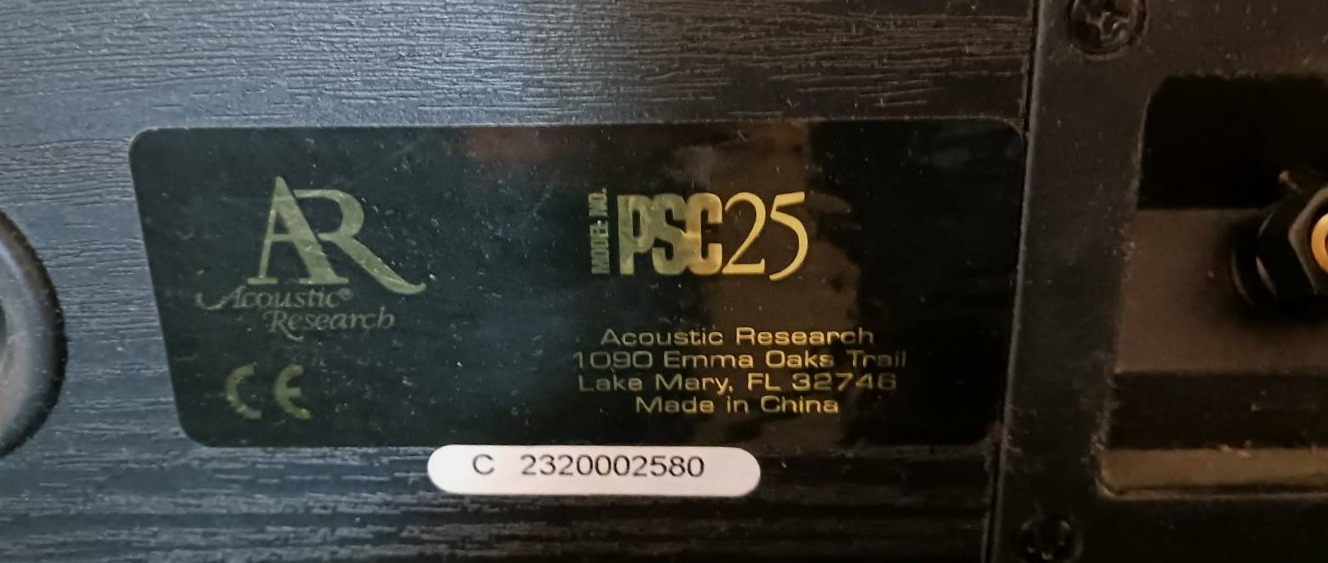 AR
Acoustic®
Research
CE
MODEL NO.
PSC25
Acoustic Research
1090 Emma Oaks Trail
Lake Mary, FL 32746
Made in China
C 2320002580